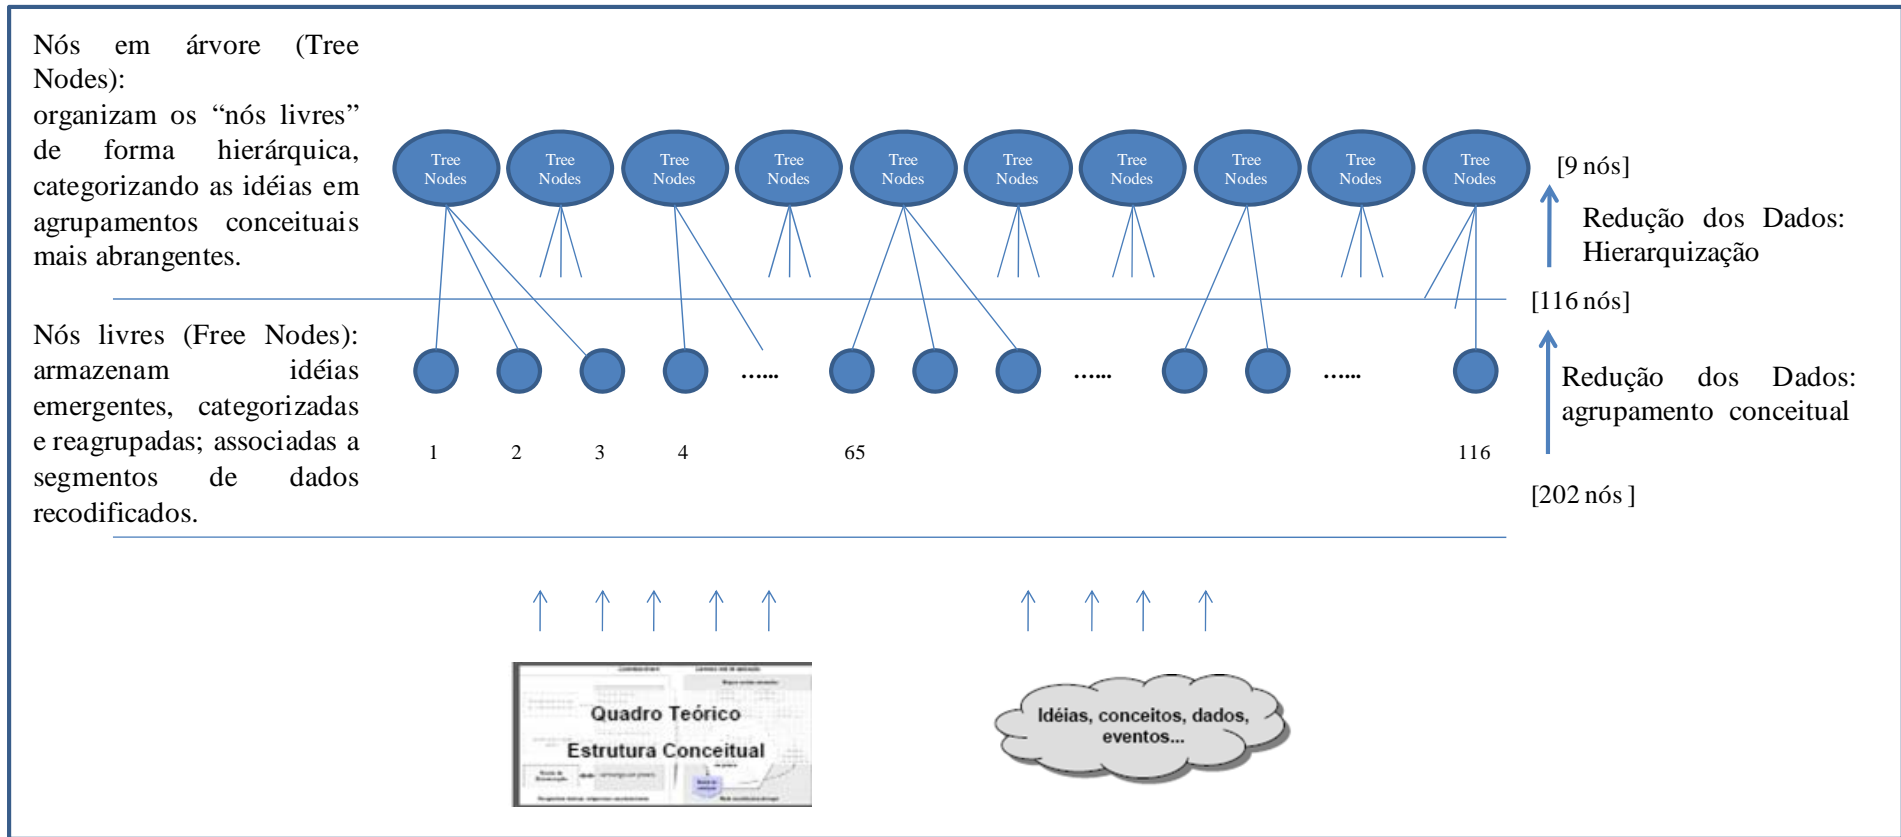 Nós em árvore (Tree
Nodes):
organizam os “nós livres”
de forma hierárquica,
categorizando as idéias em
agrupamentos conceituais
mais abrangentes.
Tree
Nodes
Tree
Nodes
Tree
Nodes
Tree
Nodes
Tree
Nodes
Tree
Nodes
Tree
Nodes
Tree
Nodes
Tree
Nodes
Tree
Nodes
[9 nós]
Redução dos Dados:
Hierarquização
[116 nós]
Nós livres (Free Nodes):
armazenam idéias
emergentes, categorizadas
e reagrupadas; associadas a
segmentos de dados
recodificados.
…... …... …...
1 2 3 4 65 116
Redução dos Dados:
agrupamento conceitual
[202 nós ]
Quadro Teórico
Estrutura Conceitual
Idéias, conceitos, dados,
eventos...